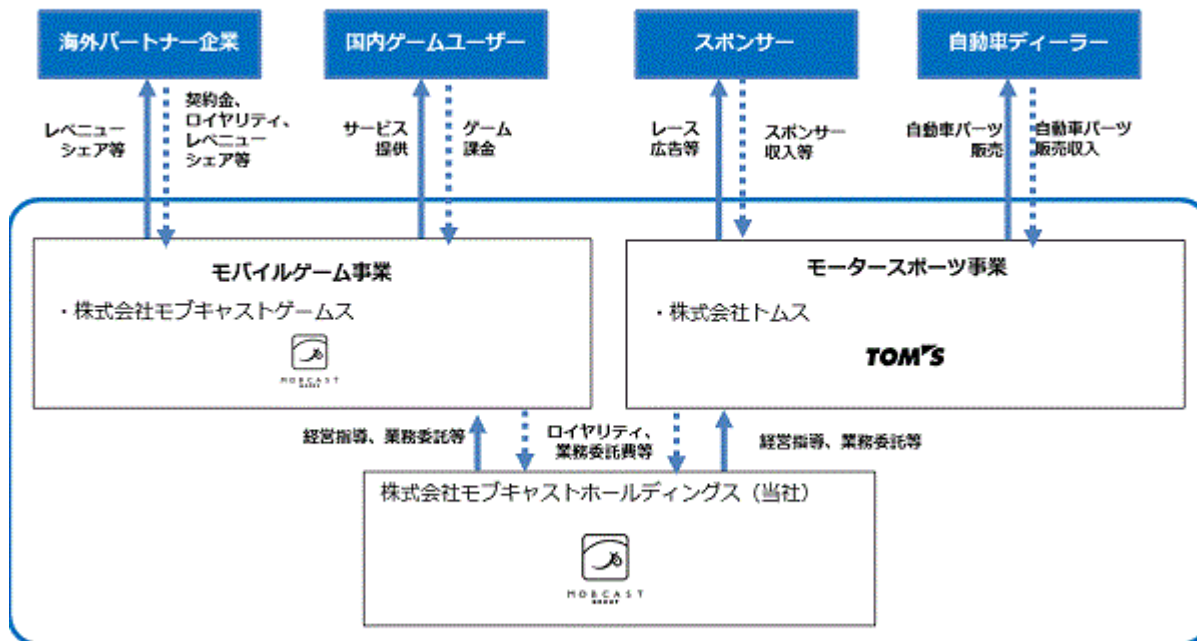 海外パートナー企業
国内ゲームユーザー
スポンサー
自動車ディーラー
レベニュー
シェア等
契約金、
ロイヤリティ、
レベニュー
シェア等
サービス
提供
ゲーム
課金
レース
広告等
スポンサー
収入等
自動車パーツ
販売
自動車パーツ
販売収入
モバイルゲーム事業
・株式会社モブキャストゲームス
MOBCAST
モータースポーツ事業
・株式会社トムス
TOM'S
経営指導、業務委託等
ロイヤリティ、
業務委託費等
経営指導、業務委託等
株式会社モブキャストホールディングス（当社）
MOBCAST
GROUP